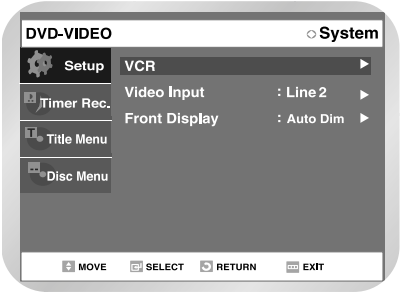 DVD-VIDEO System
Setup
Timer Rec.
Title Menu
Disc Menu
VCR
Video Input : Line 2
Front Display : Auto Dim
MOVE SELECT RETURN EXIT